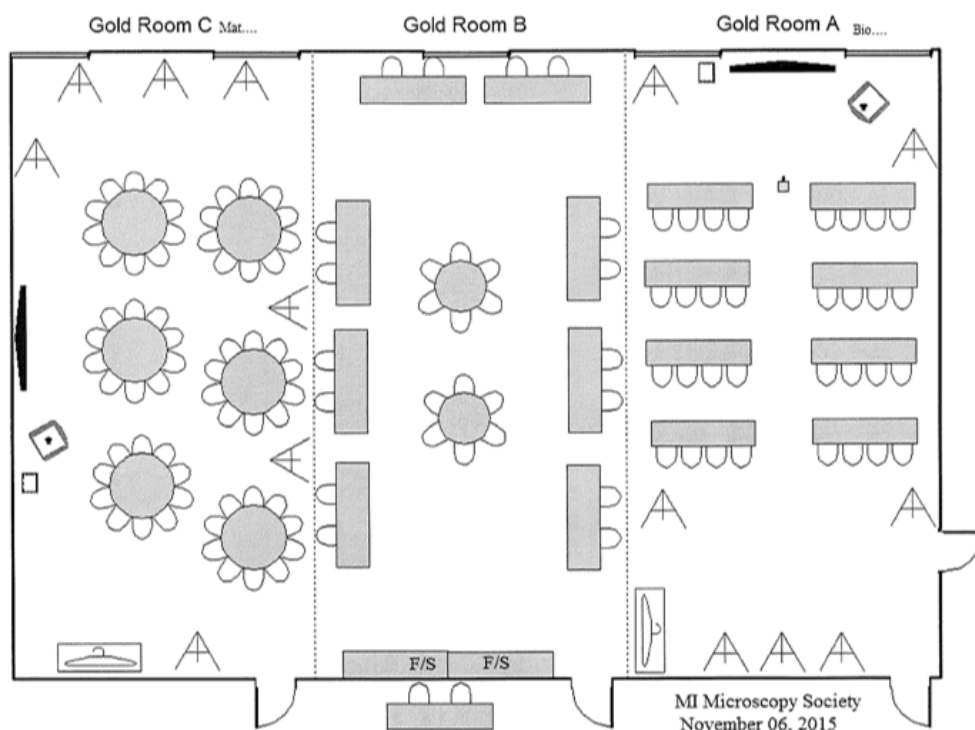 Gold Room C Mat....
Gold Room B
Gold Room A Bio....
F/S F/S
MI Microscopy Society
November 06, 2015